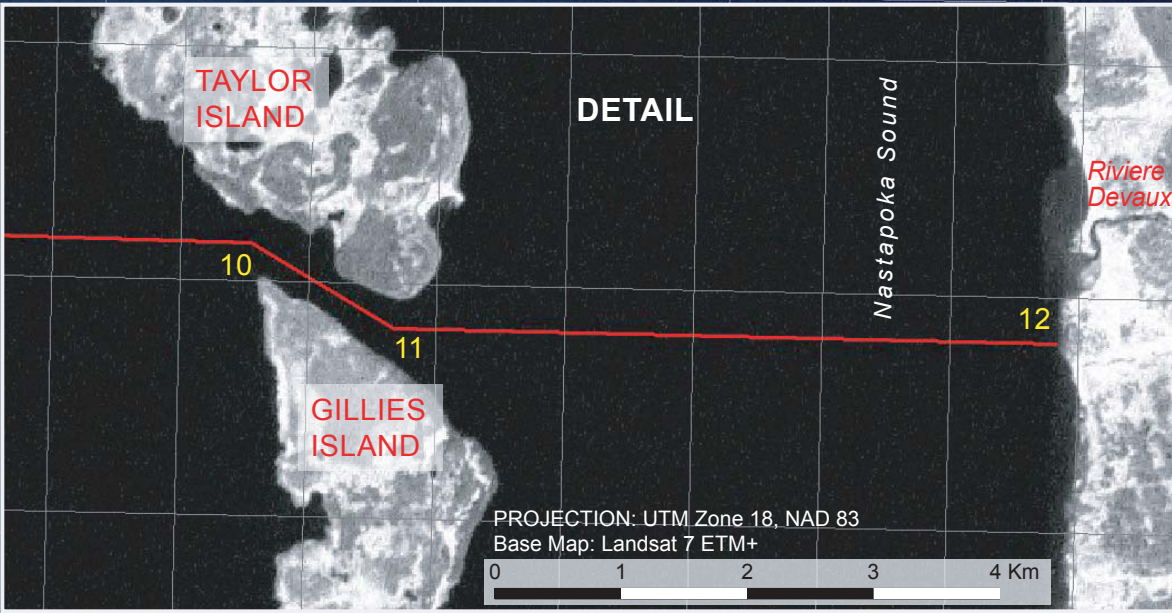 TAYLOR
ISLAND
DETAIL
Nastapoka Sound
Riviere
Devaux
10
11
12
GILLIES
ISLAND
PROJECTION: UTM Zone 18, NAD 83
Base Map: Landsat 7 ETM+
0 1 2 3 4 Km